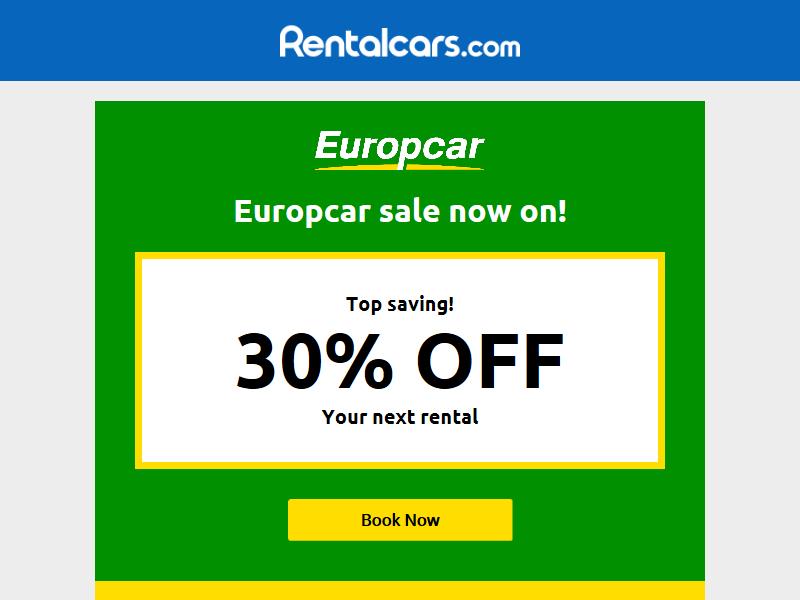 Rentalcars.com
Europcar
Europcar sale now on!
Top saving!
30% OFF
Your next rental
Book Now